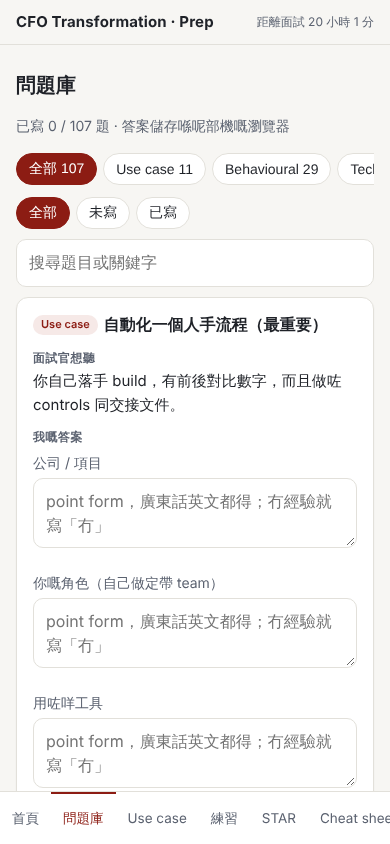 CFO Transformation · Prep
距離面試 20 小時 1 分
問題庫
已寫 0 / 107 題 · 答案儲存喺呢部機嘅瀏覽器
全部 107
Use case 11
Behavioural 29
Tech
全部
未寫
已寫
搜尋題目或關鍵字
Use case 自動化一個人手流程（最重要）
面試官想聽
你自己落手 build，有前後對比數字，而且做咗
controls 同交接文件。
我嘅答案
公司 / 項目
point form，廣東話英文都得；冇經驗就
寫「冇」
你嘅角色（自己做定帶 team）
point form，廣東話英文都得；冇經驗就
寫「冇」
用咗咩工具
point form，廣東話英文都得；冇經驗就
寫「冇」
首頁
問題庫
Use case
練習
STAR
Cheat shee